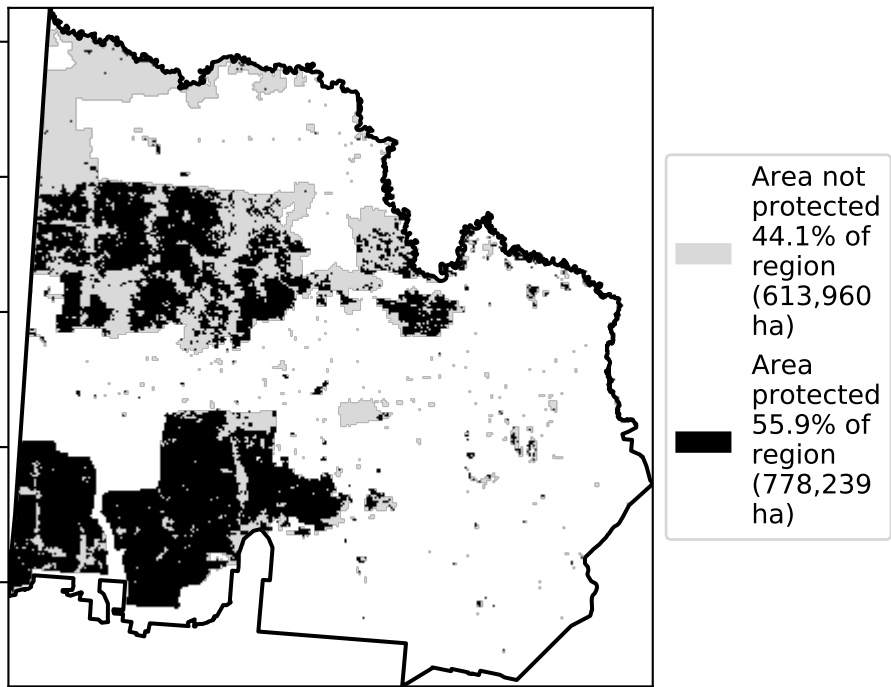 Area not
protected
44.1% of
region
(613,960
ha)
Area
protected
55.9% of
region
(778,239
ha)